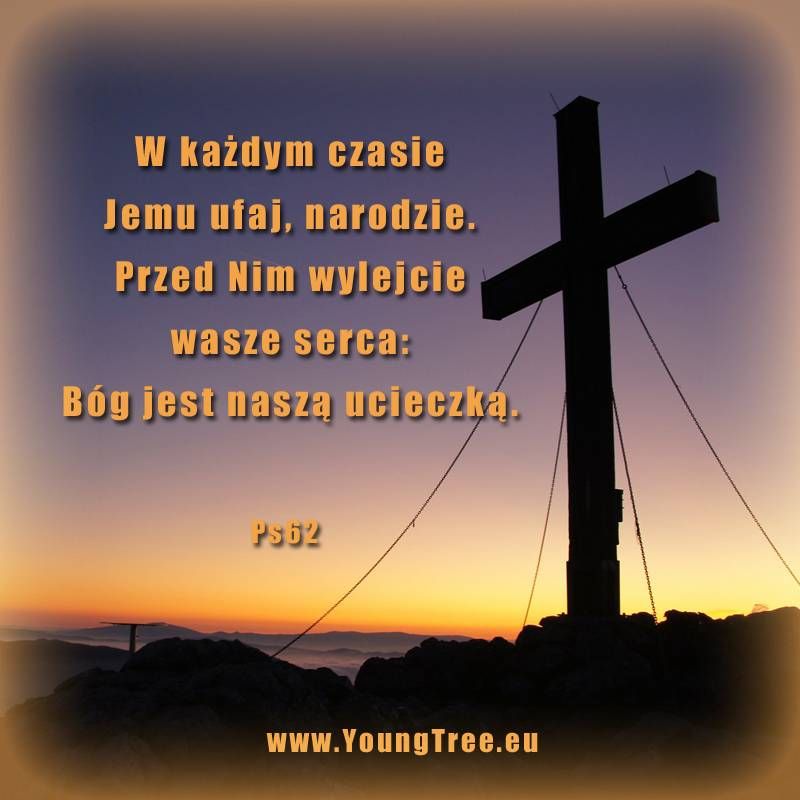 W każdym czasie
Jemu ufaj, narodzie.
Przed Nim wylejcie
wasze serca:
Bóg jest naszą ucieczką.
Ps62
www.YoungTree.eu